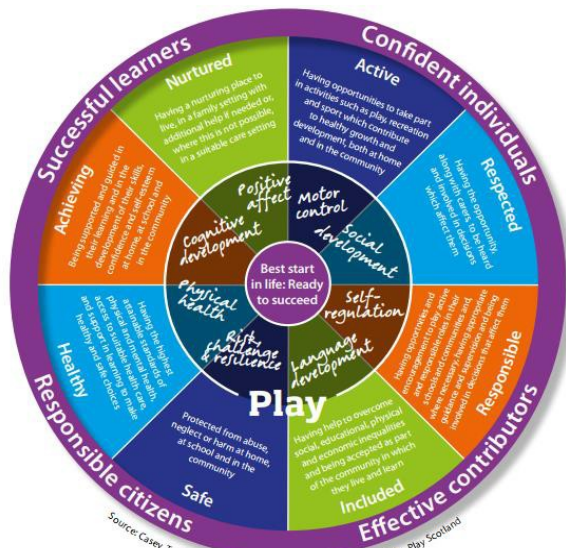 Successful learners
Confident individuals
Nurtured
Having a nurturing place to
live, in a family setting with
additional help if needed or,
where this is not possible,
in a suitable care setting
Active
Having opportunities to take part
in activities such as play, recreation
and sport which contribute
to healthy growth and
development, both at home
and in the community
Respected
Having the opportunity,
along with carers, to be heard
and involved in decisions
which affect them
Responsible
Having opportunities and
encouragement to play active
and responsible roles in their
schools and communities and,
where necessary, having appropriate
guidance and supervision, and being
involved in decisions that affect them
Included
Having help to overcome
social, educational, physical
and economic inequalities
and being accepted as part
of the community in which
they live and learn
Safe
Protected from abuse,
neglect or harm at home,
at school and in the
community
Healthy
Having the highest
attainable standards of
physical and mental health,
access to suitable health care,
and support in learning to make
healthy and safe choices
Achieving
Being supported and guided in
their learning and in the
development of their skills,
confidence and self-esteem
at home, at school and
in the community
Positive
affect
Motor
control
Social
development
Self-
regulation
Language
development
Risk,
challenge
& resilience
Physical
health
Cognitive
development
Best start
in life: Ready
to succeed
Play
Responsible citizens
Effective contributors
Source: Casey,
Play Scotland